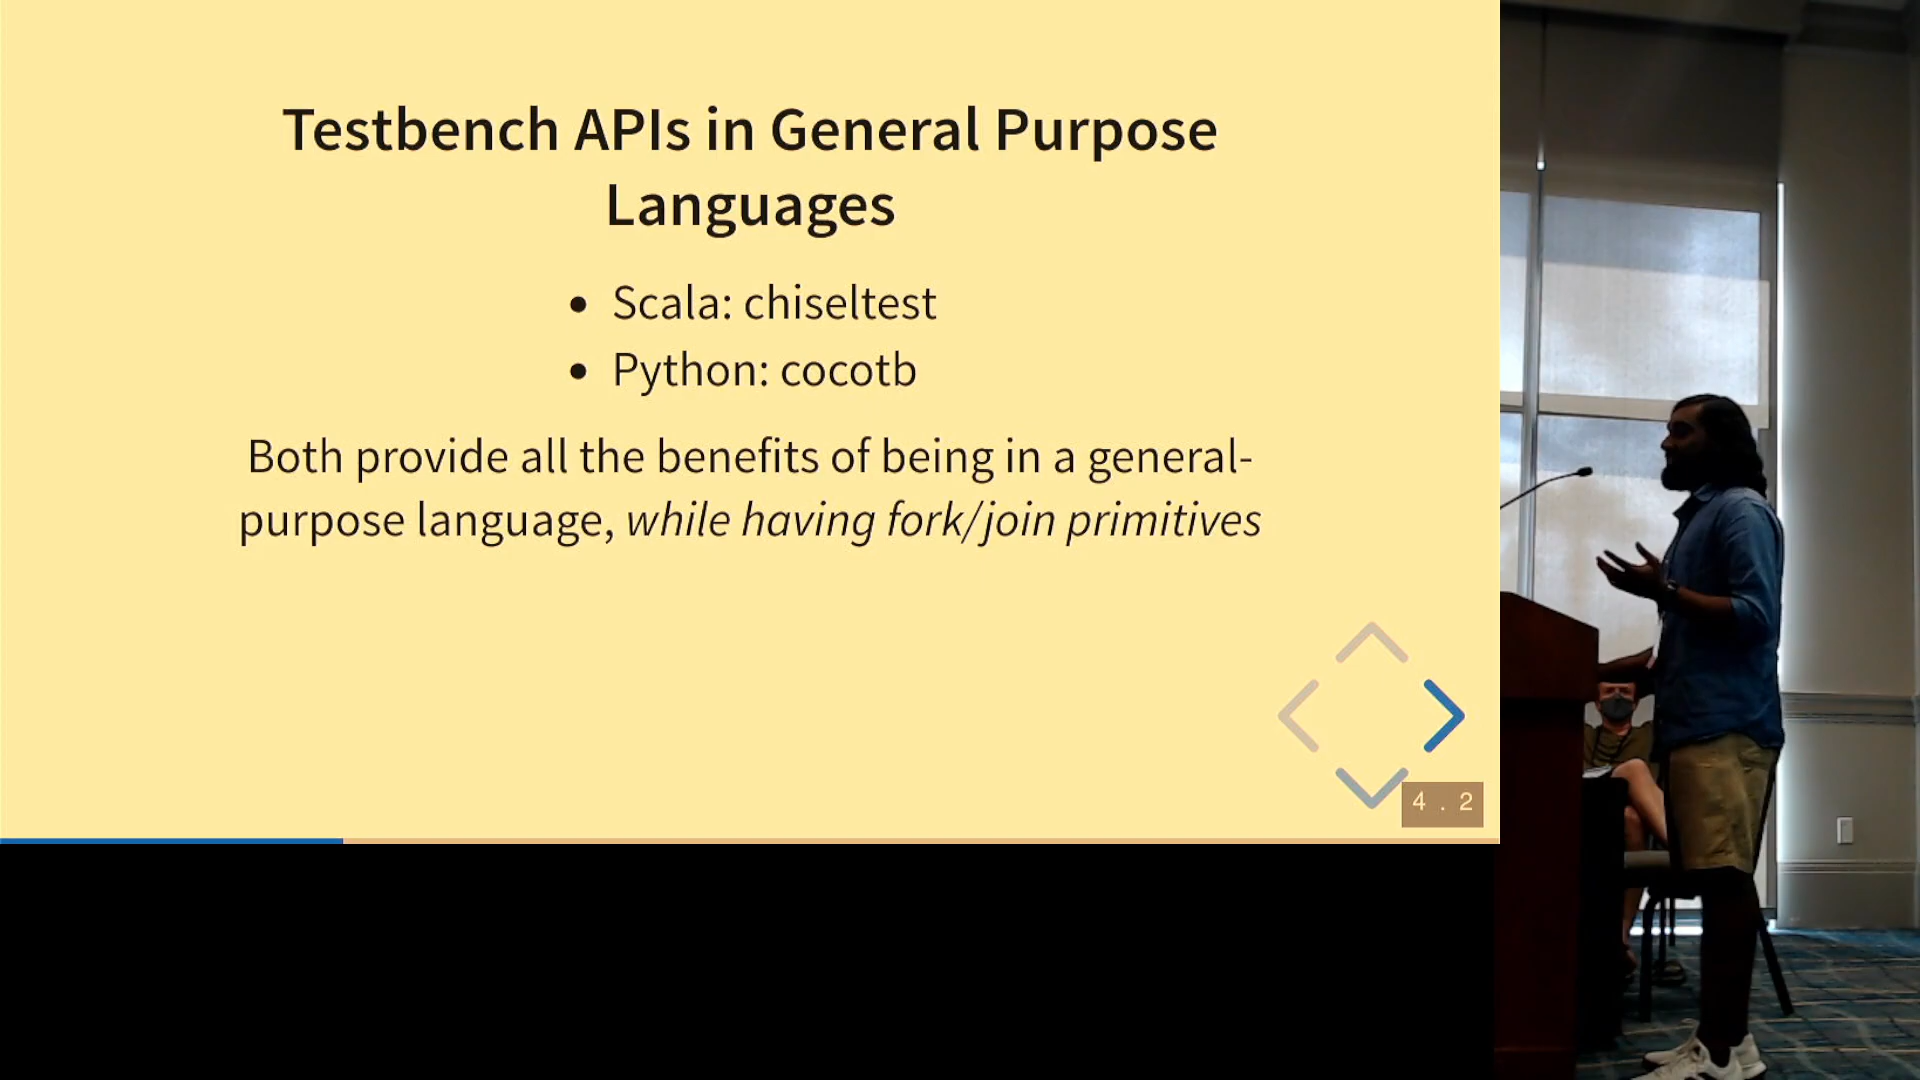 Testbench APIs in General Purpose
Languages
• Scala: chiseltest
• Python: cocotb
Both provide all the benefits of being in a general-
purpose language, while having fork/join primitives
4 . 2